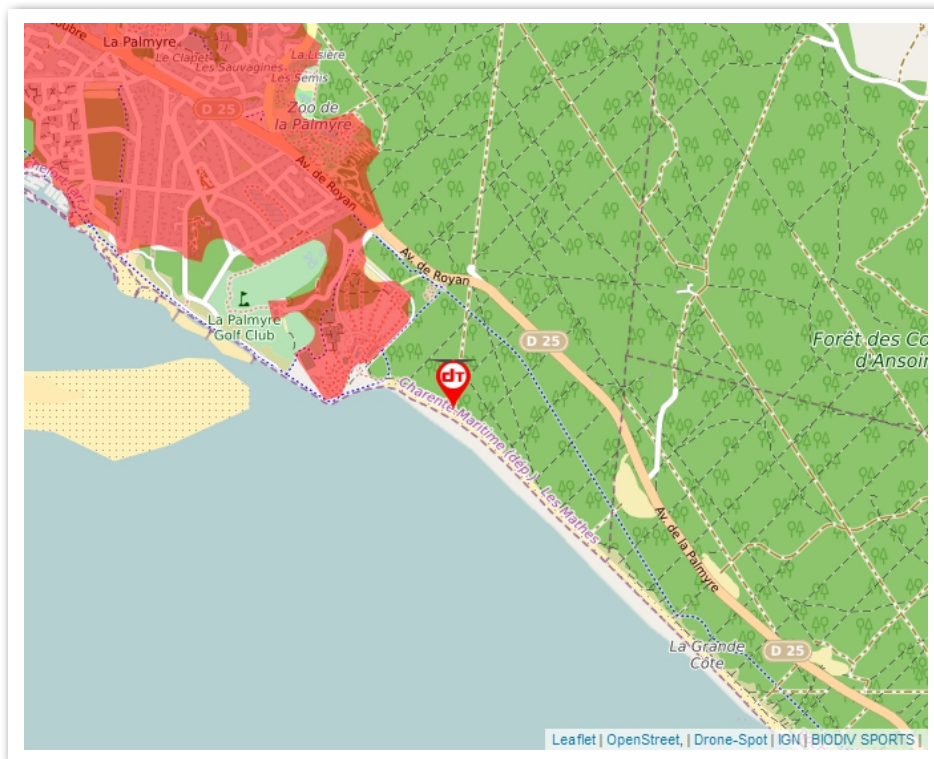 oubre
La Palmyre
Le Clapet
Les Sauvagines
La Lisière
Les Semis
D 25
Zoo de
la Palmyre
Av. de Royan
Av. de Royan
La Palmyre
Golf Club
D 25
Forêt des Co
d'Ansoin
dT
Charente-Maritime (dép.)
Les Mathes
Av. de la Palmyre
La Grande
Côte
D 25
Leaflet | OpenStreet, | Drone-Spot | IGN | BIODIV SPORTS |